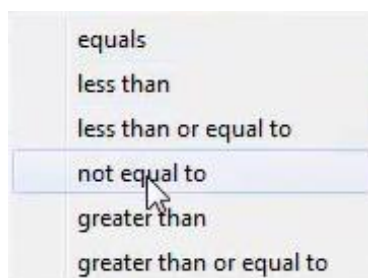 equals
less than
less than or equal to
not equal to
greater than
greater than or equal to